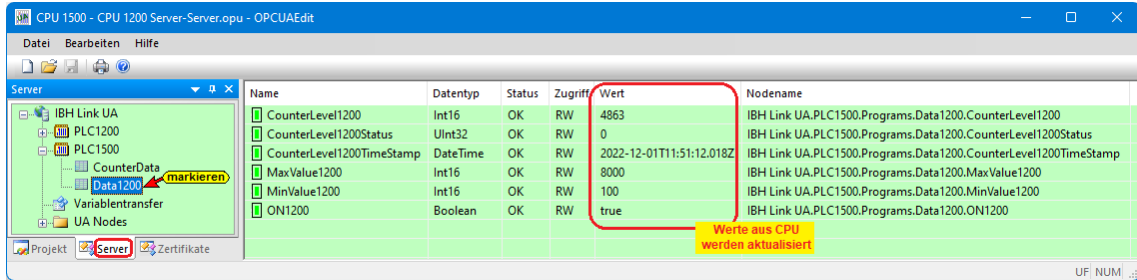 CPU 1500 - CPU 1200 Server-Server.opu - OPCUAEdit
Datei Bearbeiten Hilfe
Server
IBH Link UA
PLC1200
PLC1500
CounterData
Data1200
markieren
Variablentransfer
UA Nodes
Projekt Server Zertifikate
Name Datentyp Status Zugriff Wert Nodename
CounterLevel1200 Int16 OK RW 4863 IBH Link UA.PLC1500.Programs.Data1200.CounterLevel1200
CounterLevel1200Status UInt32 OK RW 0 IBH Link UA.PLC1500.Programs.Data1200.CounterLevel1200Status
CounterLevel1200TimeStamp DateTime OK RW 2022-12-01T11:51:12.018Z IBH Link UA.PLC1500.Programs.Data1200.CounterLevel1200TimeStamp
MaxValue1200 Int16 OK RW 8000 IBH Link UA.PLC1500.Programs.Data1200.MaxValue1200
MinValue1200 Int16 OK RW 100 IBH Link UA.PLC1500.Programs.Data1200.MinValue1200
ON1200 Boolean OK RW true IBH Link UA.PLC1500.Programs.Data1200.ON1200
Werte aus CPU
werden aktualisiert
UF NUM